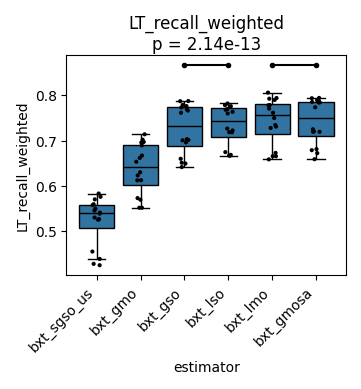 LT_recall_weighted
p = 2.14e-13
LT_recall_weighted
0.8
0.7
0.6
0.5
bxt_sgso_us
bxt_gmo
bxt_gso
bxt_lso
bxt_lmo
bxt_gmosa
estimator